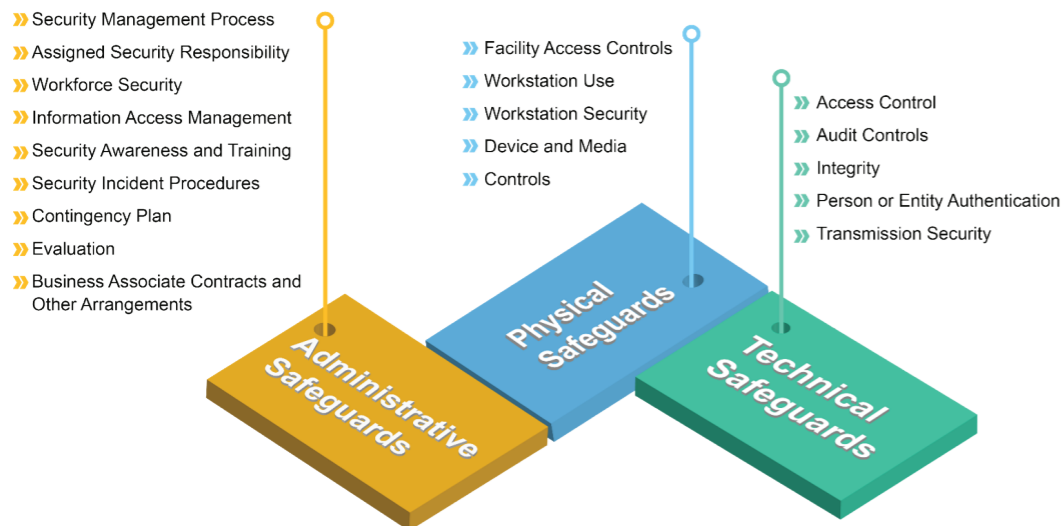 Security Management Process
Assigned Security Responsibility
Workforce Security
Information Access Management
Security Awareness and Training
Security Incident Procedures
Contingency Plan
Evaluation
Business Associate Contracts and
Other Arrangements
Administrative
Safeguards
Facility Access Controls
Workstation Use
Workstation Security
Device and Media
Controls
Physical
Safeguards
Access Control
Audit Controls
Integrity
Person or Entity Authentication
Transmission Security
Technical
Safeguards